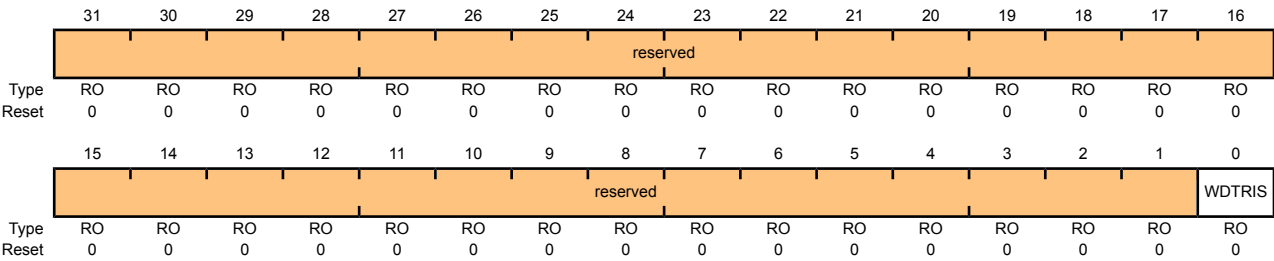 31 30 29 28 27 26 25 24 23 22 21 20 19 18 17 16
reserved
Type RO RO RO RO RO RO RO RO RO RO RO RO RO RO RO RO
Reset 0 0 0 0 0 0 0 0 0 0 0 0 0 0 0 0
15 14 13 12 11 10 9 8 7 6 5 4 3 2 1 0
reserved WDTRIS
Type RO RO RO RO RO RO RO RO RO RO RO RO RO RO RO RO
Reset 0 0 0 0 0 0 0 0 0 0 0 0 0 0 0 0